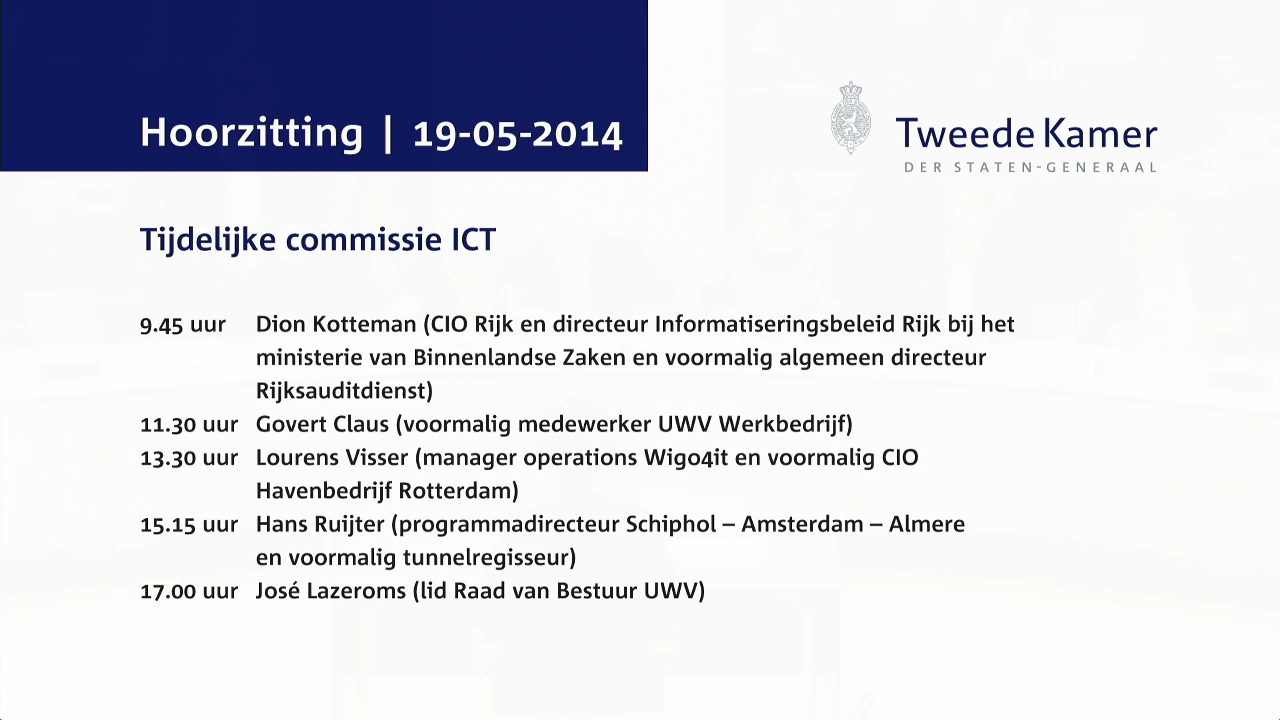 Hoorzitting | 19-05-2014
Tweede Kamer
DER STATEN-GENERAAL
Tijdelijke commissie ICT
9.45 uur Dion Kotteman (CIO Rijk en directeur Informatiseringsbeleid Rijk bij het
ministerie van Binnenlandse Zaken en voormalig algemeen directeur
Rijksauditdienst)
11.30 uur Govert Claus (voormalig medewerker UWV Werkbedrijf)
13.30 uur Lourens Visser (manager operations Wigo4it en voormalig CIO
Havenbedrijf Rotterdam)
15.15 uur Hans Ruijter (programmadirecteur Schiphol – Amsterdam – Almere
en voormalig tunnelregisseur)
17.00 uur José Lazeroms (lid Raad van Bestuur UWV)